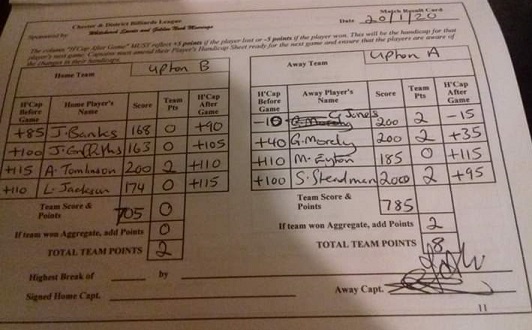 Match Result Card
Chester & District Billiards League
Date 20/1/20
Sponsored by
The column "H'Cap After Game" MUST reflect +5 points if the player lost or -5 points if the player won. This will be the handicap for that
player's next game. Captains must amend their Player's Handicap Sheet ready for the next game and ensure that the players are aware of
the changes in their handicaps.
Home Team Upton B
Away Team Upton A
H'Cap Before Game Home Player's Name Score Team Pts H'Cap After Game
H'Cap Before Game Away Player's Name Score Team Pts H'Cap After Game
+85 J. Banks 168 0 +90
-10 G Jones 200 2 -15
+100 J. Griffiths 163 0 +105
+40 G. Mordy 200 2 +35
+115 A. Tomlinson 200 2 +110
+110 M. Eyton 185 0 +115
+110 L. Jackson 174 0 +115
+100 S. 200 2 +95
Team Score & Points 705 0
Team Score & Points 785
If team won Aggregate, add Points 0
If team won Aggregate, add Points 2
TOTAL TEAM POINTS 2
TOTAL TEAM POINTS 8
Highest Break of by
Signed Home Capt. Away Capt.
11